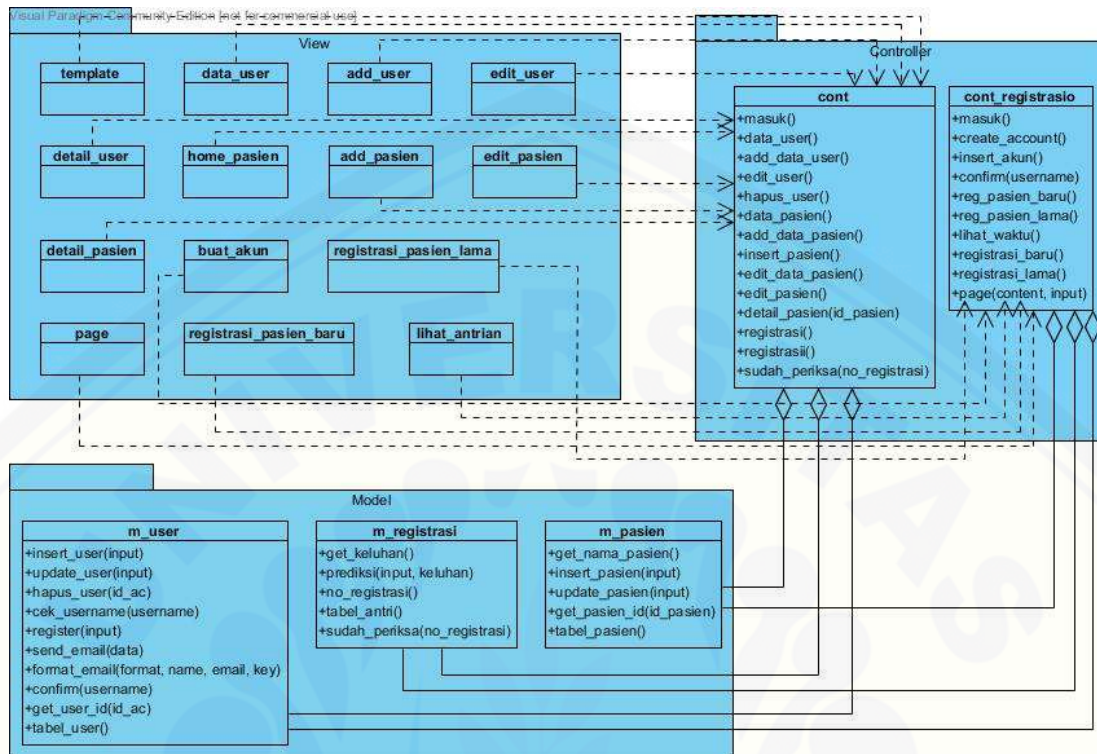 Visual Paradigm Community Edition [not for commercial use]
View
template
data_user
add_user
edit_user
detail_user
home_pasien
add_pasien
edit_pasien
detail_pasien
buat_akun
registrasi_pasien_lama
page
registrasi_pasien_baru
lihat_antrian
Controller
cont
+masuk()
+data_user()
+add_data_user()
+edit_user()
+hapus_user()
+data_pasien()
+add_data_pasien()
+insert_pasien()
+edit_data_pasien()
+edit_pasien()
+detail_pasien(id_pasien)
+registrasi()
+registrasii()
+sudah_periksa(no_registrasi)
cont_registrasio
+masuk()
+create_account()
+insert_akun()
+confirm(username)
+reg_pasien_baru()
+reg_pasien_lama()
+lihat_waktu()
+registrasi_baru()
+registrasi_lama()
+page(content, input)
Model
m_user
+insert_user(input)
+update_user(input)
+hapus_user(id_ac)
+cek_username(username)
+register(input)
+send_email(data)
+format_email(format, name, email, key)
+confirm(username)
+get_user_id(id_ac)
+tabel_user()
m_registrasi
+get_keluhan()
+prediksi(input, keluhan)
+no_registrasi()
+tabel_antri()
+sudah_periksa(no_registrasi)
m_pasien
+get_nama_pasien()
+insert_pasien(input)
+update_pasien(input)
+get_pasien_id(id_pasien)
+tabel_pasien()
UNIVERSITAS